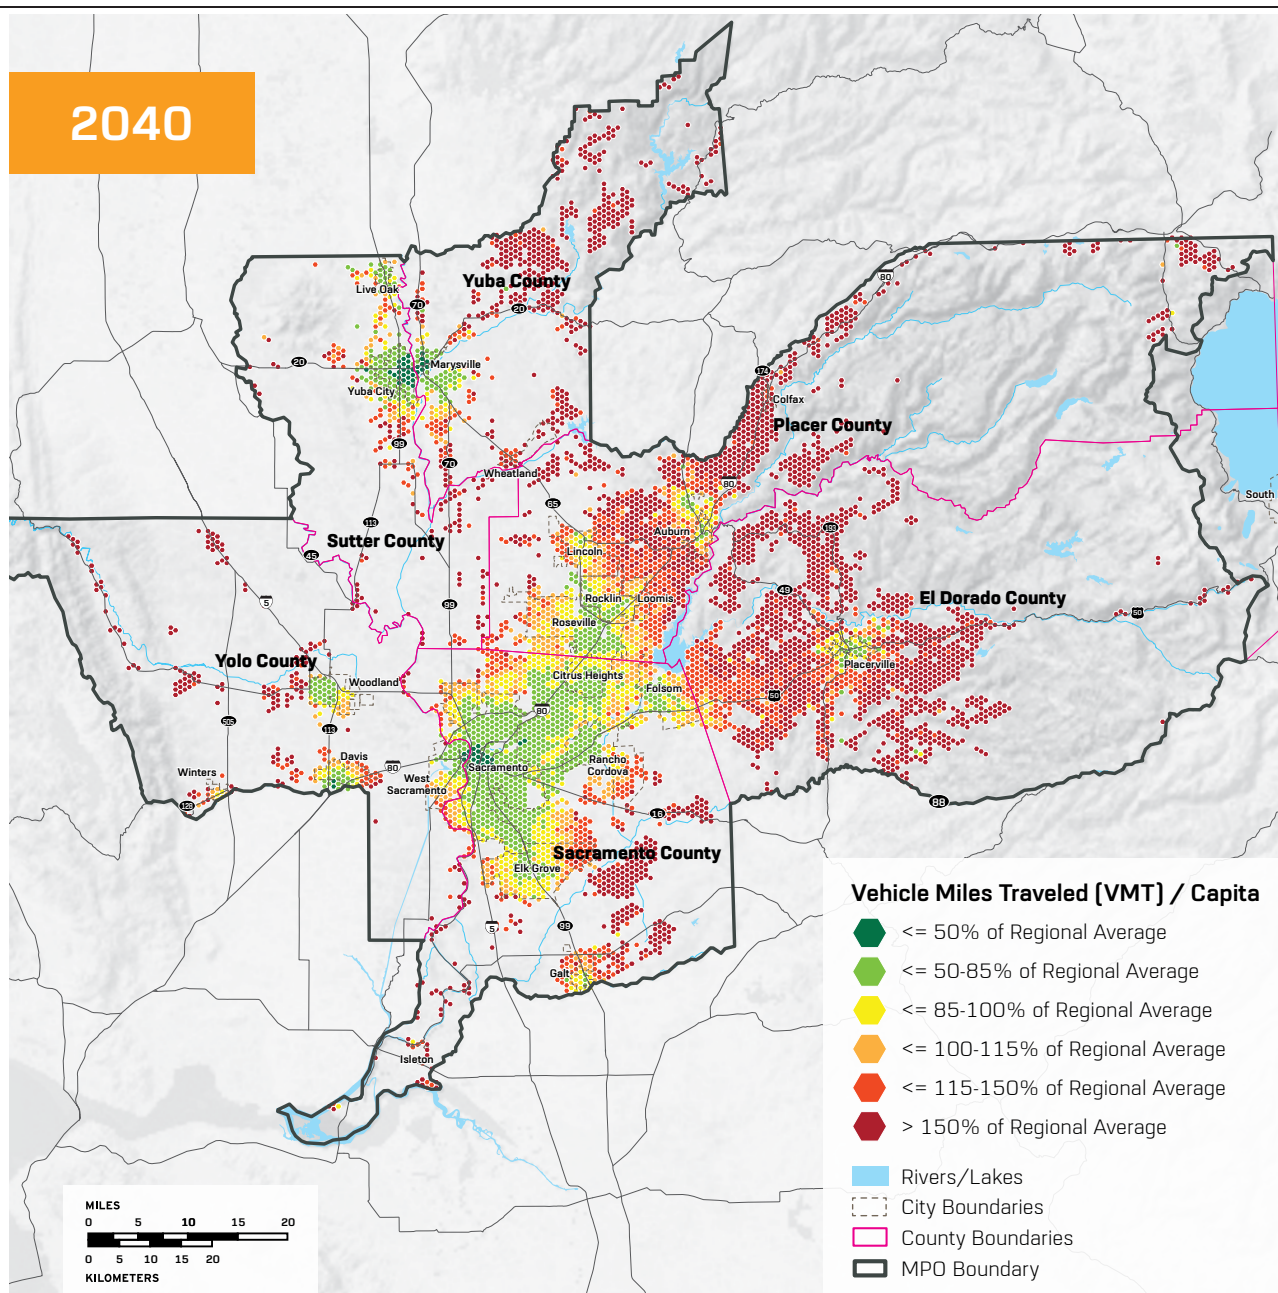 2040
Yuba County
Live Oak
70
20
80
20
Marysville
Yuba City
174
Colfax
Placer County
99
70
Wheatland
80
65
South
113
Auburn
193
Sutter County
Lincoln
45
49
5
99
Rocklin
Loomis
El Dorado County
50
Roseville
Yolo County
Placerville
Woodland
Citrus Heights
Folsom
50
80
505
113
Davis
Sacramento
Rancho
Cordova
Winters
80
West
Sacramento
128
16
88
Sacramento County
Elk Grove
5
99
Galt
Isleton
Vehicle Miles Traveled (VMT) / Capita
<= 50% of Regional Average
<= 50-85% of Regional Average
<= 85-100% of Regional Average
<= 100-115% of Regional Average
<= 115-150% of Regional Average
> 150% of Regional Average
Rivers/Lakes
City Boundaries
County Boundaries
MPO Boundary
MILES
0 5 10 15 20
0 5 10 15 20
KILOMETERS